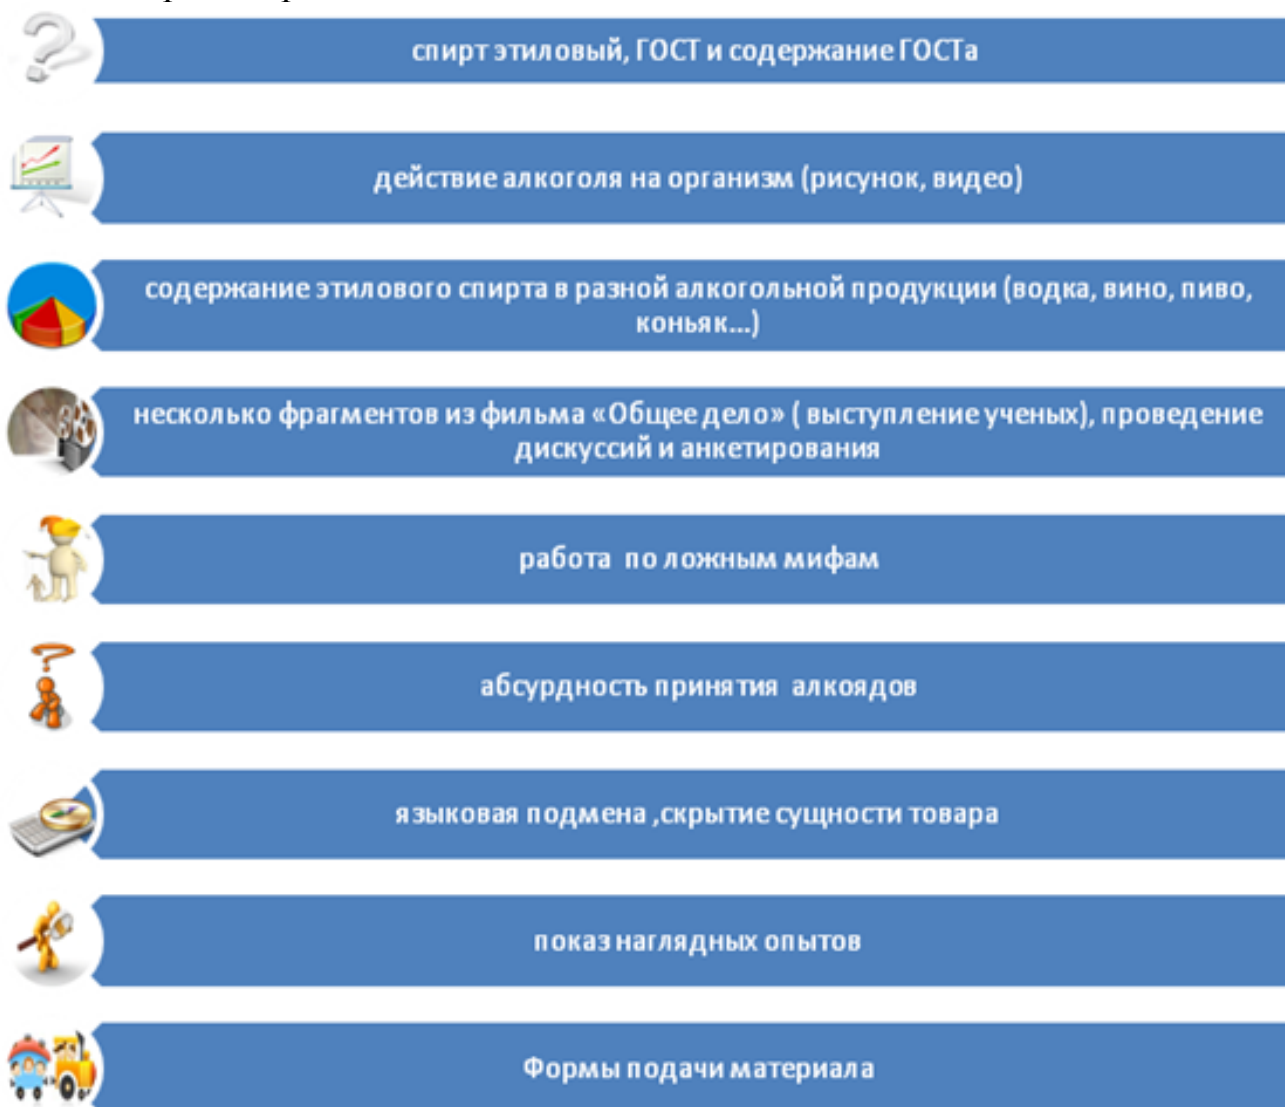 спирт этиловый, ГОСТ и содержание ГОСТа
действие алкоголя на организм (рисунок, видео)
содержание этилового спирта в разной алкогольной продукции (водка, вино, пиво,
коньяк...)
несколько фрагментов из фильма «Общее дело» ( выступление ученых), проведение
дискуссий и анкетирования
работа по ложным мифам
абсурдность принятия алкоядов
языковая подмена ,скрытие сущности товара
показ наглядных опытов
Формы подачи материала